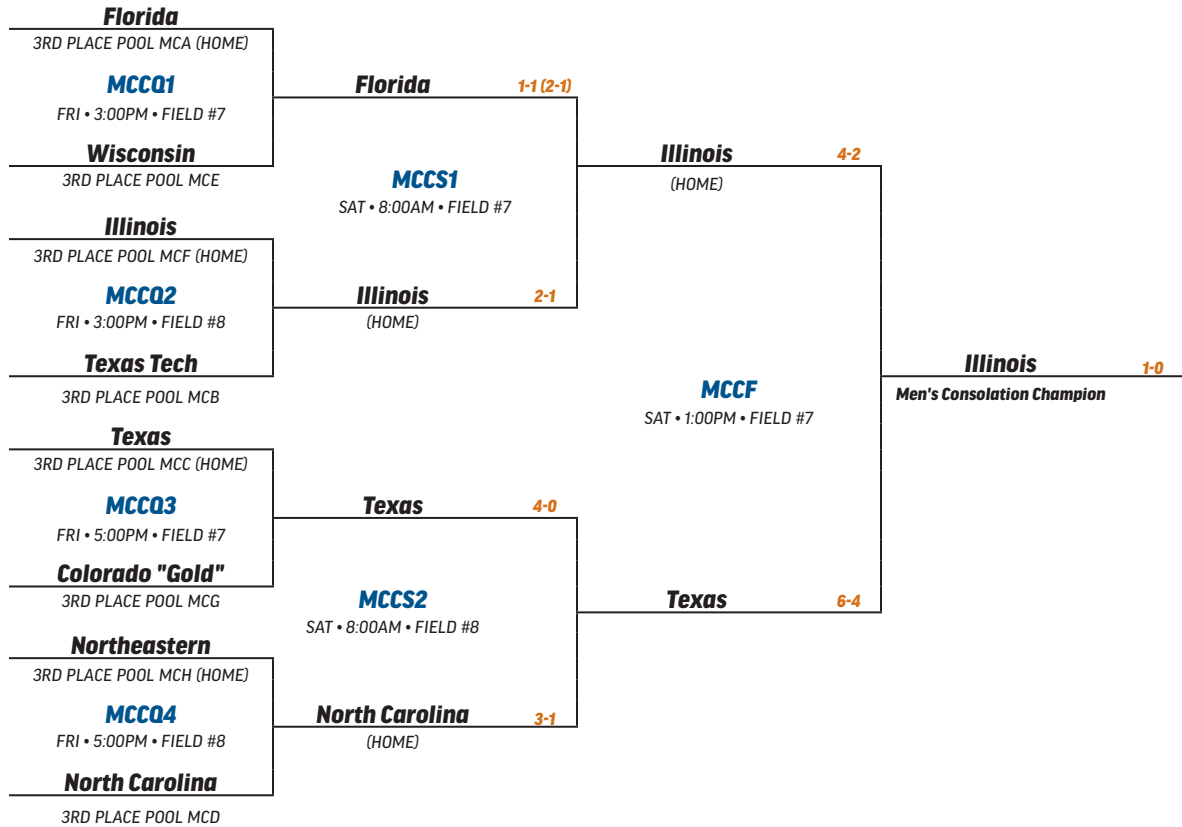 Florida
3RD PLACE POOL MCA (HOME)
MCCQ1
FRI • 3:00PM • FIELD #7
Wisconsin
3RD PLACE POOL MCE
Illinois
3RD PLACE POOL MCF (HOME)
MCCQ2
FRI • 3:00PM • FIELD #8
Texas Tech
3RD PLACE POOL MCB
Texas
3RD PLACE POOL MCC (HOME)
MCCQ3
FRI • 5:00PM • FIELD #7
Colorado "Gold"
3RD PLACE POOL MCG
Northeastern
3RD PLACE POOL MCH (HOME)
MCCQ4
FRI • 5:00PM • FIELD #8
North Carolina
3RD PLACE POOL MCD
Florida 1-1 (2-1)
MCCS1
SAT • 8:00AM • FIELD #7
Illinois 2-1
(HOME)
Texas 4-0
MCCS2
SAT • 8:00AM • FIELD #8
North Carolina 3-1
(HOME)
Illinois 4-2
(HOME)
MCCF
SAT • 1:00PM • FIELD #7
Texas 6-4
Illinois 1-0
Men's Consolation Champion